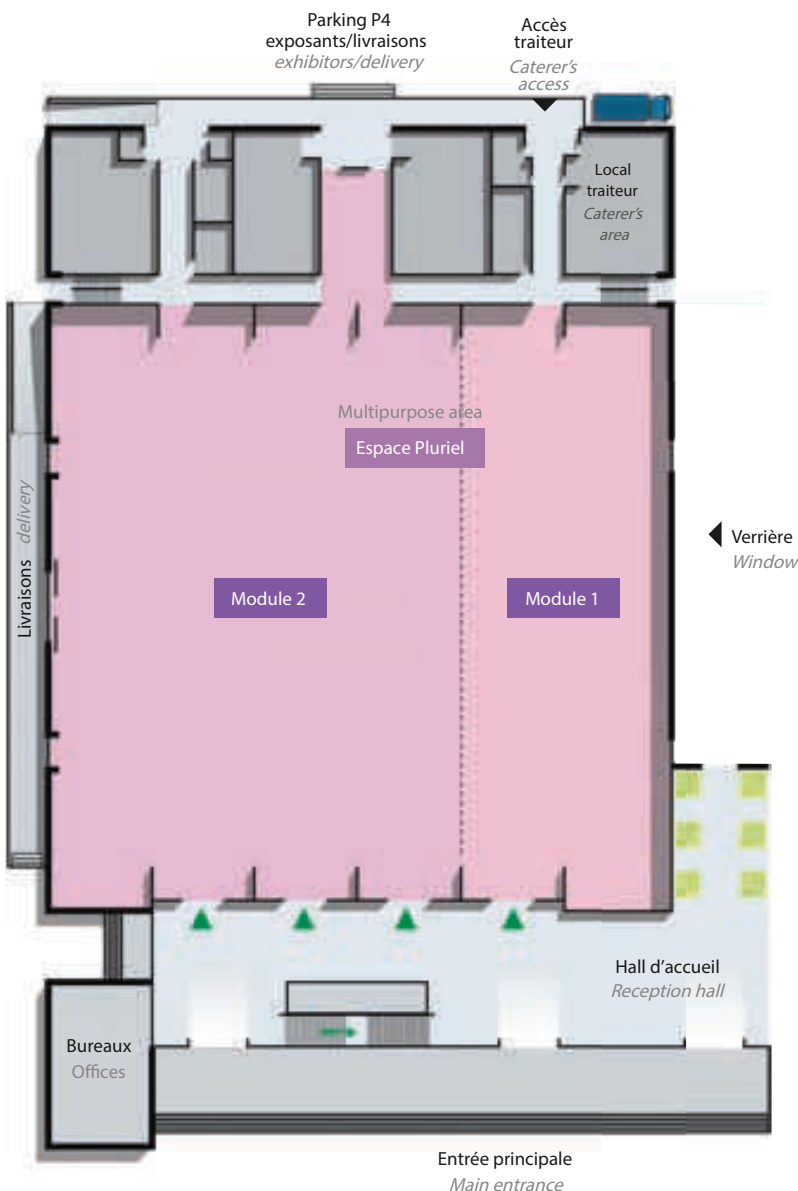 Parking P4
exposants/livraisons
exhibitors/delivery
Accès
traiteur
Caterer's
access
Local
traiteur
Caterer's
area
Multipurpose area
Espace Pluriel
Livraisons delivery
Verrière
Window
Module 2
Module 1
Hall d'accueil
Reception hall
Bureaux
Offices
Entrée principale
Main entrance